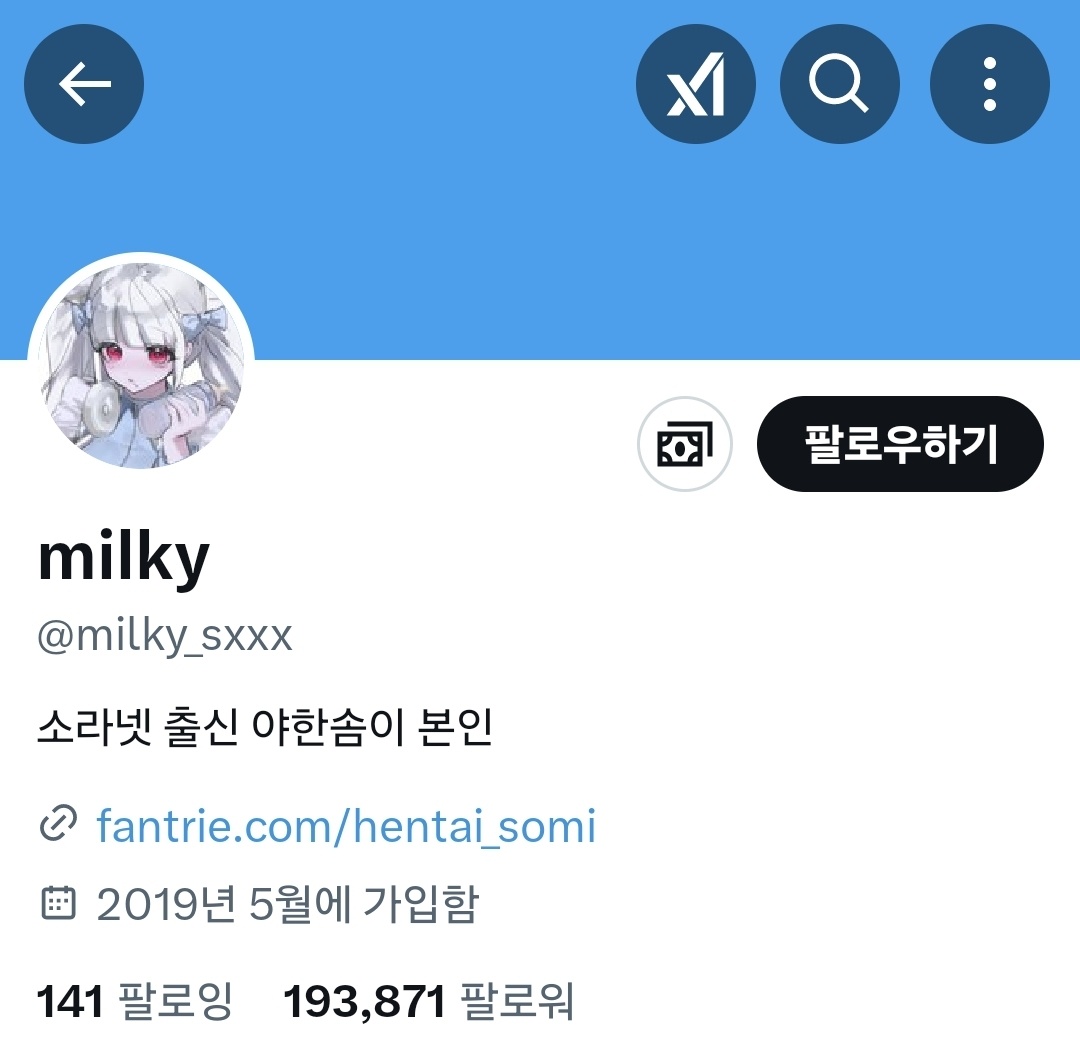 milky
@milky_sxxx
팔로우하기
소라넷 출신 야한솜이 본인
fantrie.com/hentai_somi
2019년 5월에 가입함
141 팔로잉 193,871 팔로워